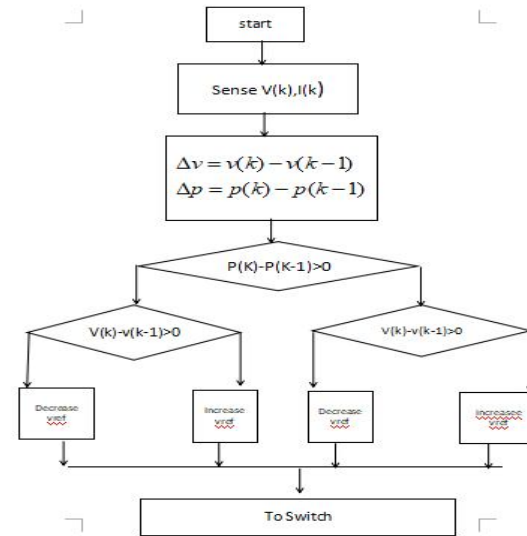 start
Sense V(k),I(k)
Δv = v(k) − v(k−1)
Δp = p(k) − p(k−1)
P(K)-P(K-1)>0
V(k)-v(k-1)>0
V(k)-v(k-1)>0
Decrease
vref
Increase
vref
Decrease
vref
Increasee
vref
To Switch